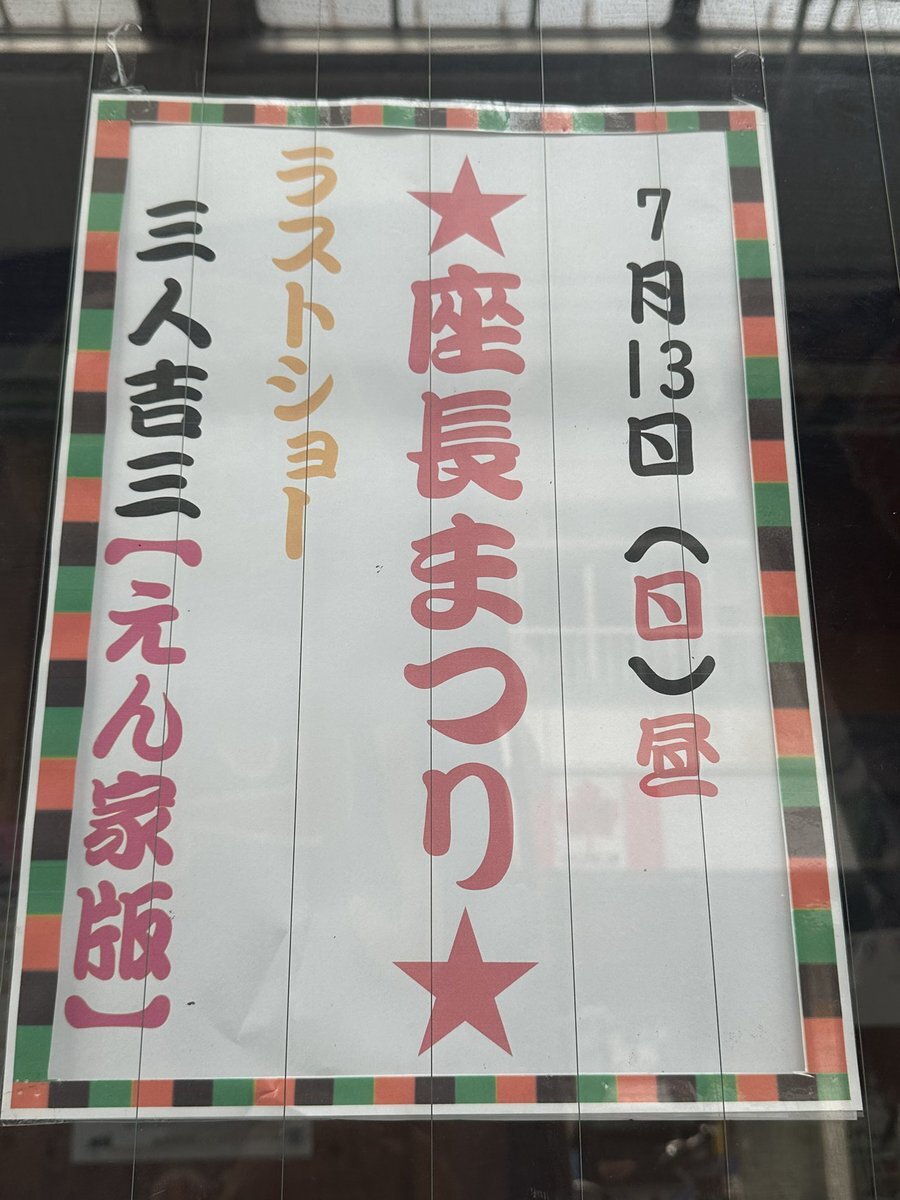 7月13日（日）昼
★座長まつり★
ラストショー
三人吉三【えん家版】